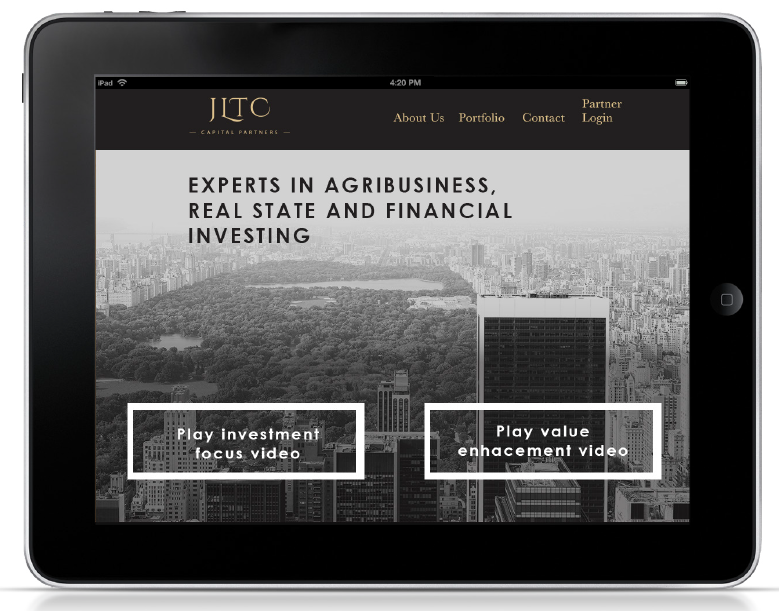 iPad 4:20 PM
JLTC
CAPITAL PARTNERS
About Us Portfolio Contact Partner Login
EXPERTS IN AGRIBUSINESS,
REAL STATE AND FINANCIAL
INVESTING
Play investment
focus video
Play value
enhacement video